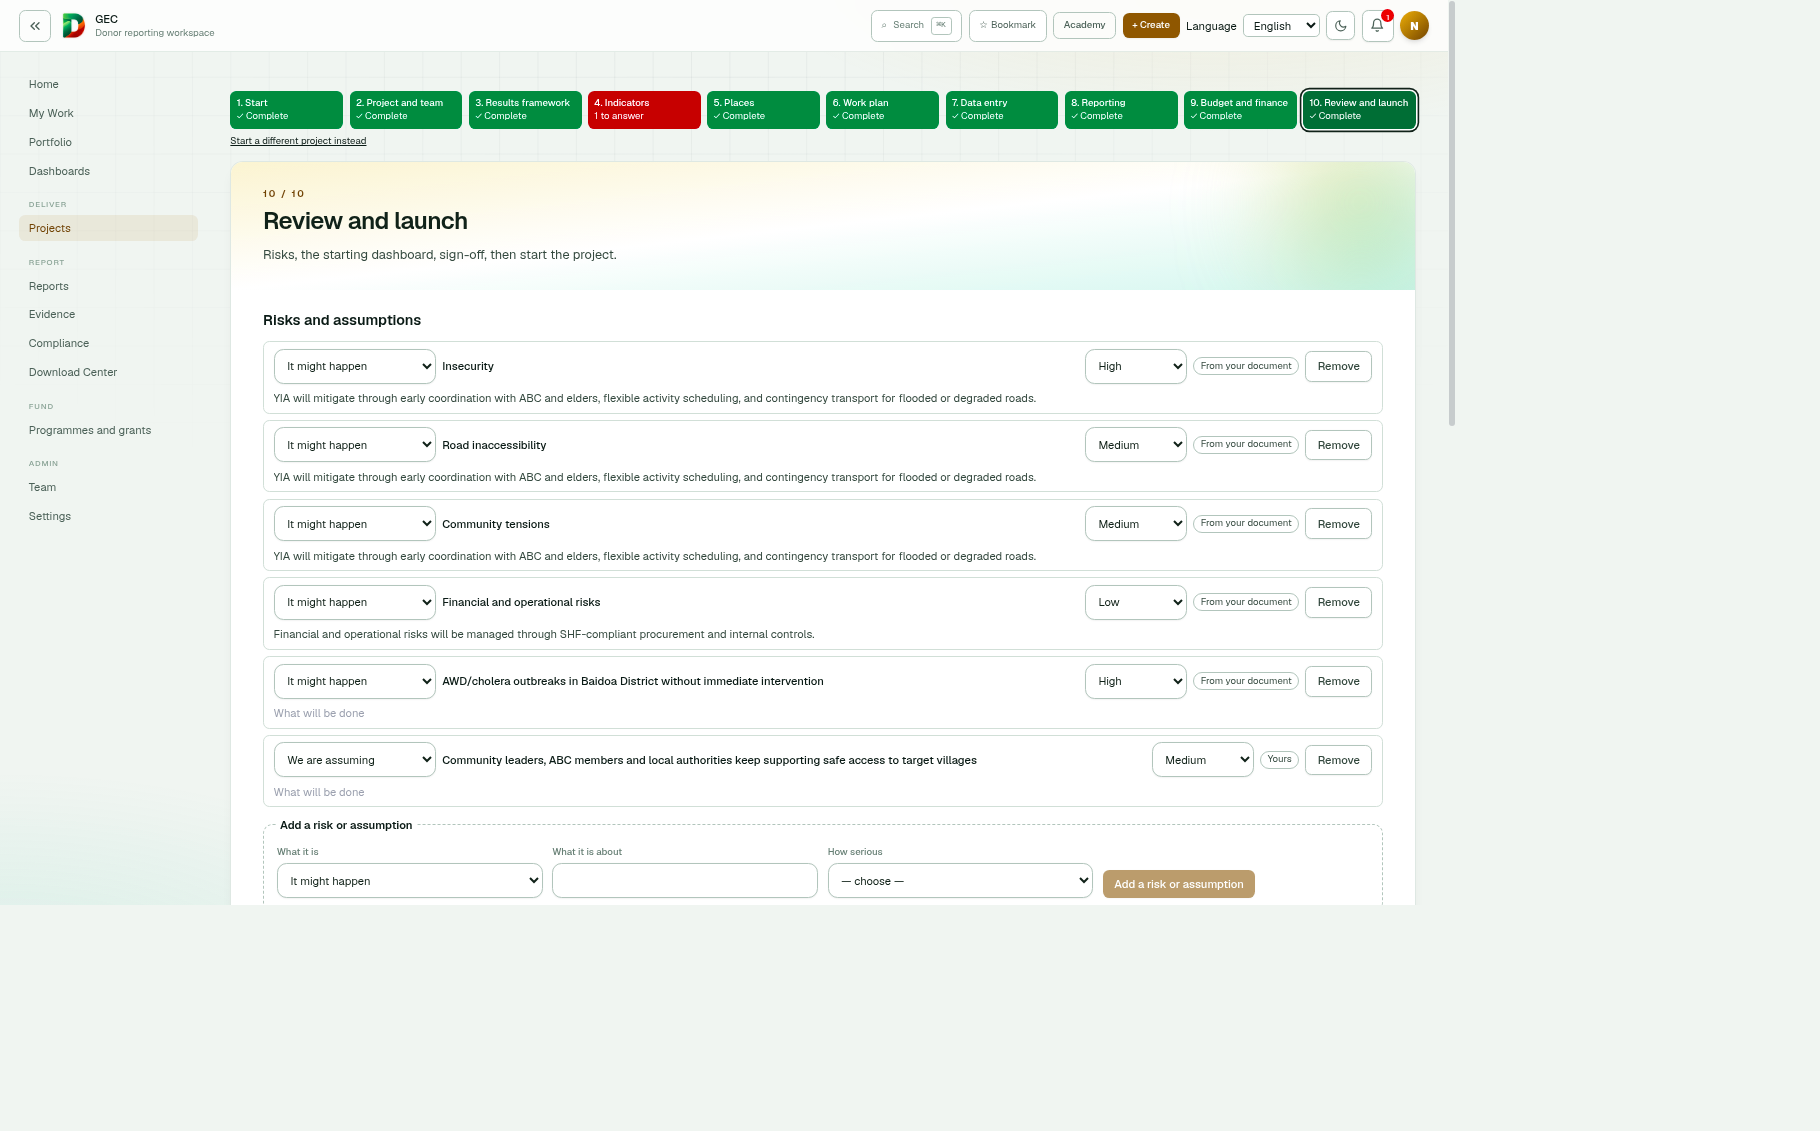 GEC
Donor reporting workspace
Search ⌘K
☆ Bookmark
Academy
+ Create
Language
English
1
N
Home
My Work
Portfolio
Dashboards
DELIVER
Projects
REPORT
Reports
Evidence
Compliance
Download Center
FUND
Programmes and grants
ADMIN
Team
Settings
1. Start
✓ Complete
2. Project and team
✓ Complete
3. Results framework
✓ Complete
4. Indicators
1 to answer
5. Places
✓ Complete
6. Work plan
✓ Complete
7. Data entry
✓ Complete
8. Reporting
✓ Complete
9. Budget and finance
✓ Complete
10. Review and launch
✓ Complete
Start a different project instead
10 / 10
Review and launch
Risks, the starting dashboard, sign-off, then start the project.
Risks and assumptions
It might happen Insecurity High From your document Remove
YIA will mitigate through early coordination with ABC and elders, flexible activity scheduling, and contingency transport for flooded or degraded roads.
It might happen Road inaccessibility Medium From your document Remove
YIA will mitigate through early coordination with ABC and elders, flexible activity scheduling, and contingency transport for flooded or degraded roads.
It might happen Community tensions Medium From your document Remove
YIA will mitigate through early coordination with ABC and elders, flexible activity scheduling, and contingency transport for flooded or degraded roads.
It might happen Financial and operational risks Low From your document Remove
Financial and operational risks will be managed through SHF-compliant procurement and internal controls.
It might happen AWD/cholera outbreaks in Baidoa District without immediate intervention High From your document Remove
What will be done
We are assuming Community leaders, ABC members and local authorities keep supporting safe access to target villages Medium Yours Remove
What will be done
Add a risk or assumption
What it is What it is about How serious
It might happen — choose — Add a risk or assumption